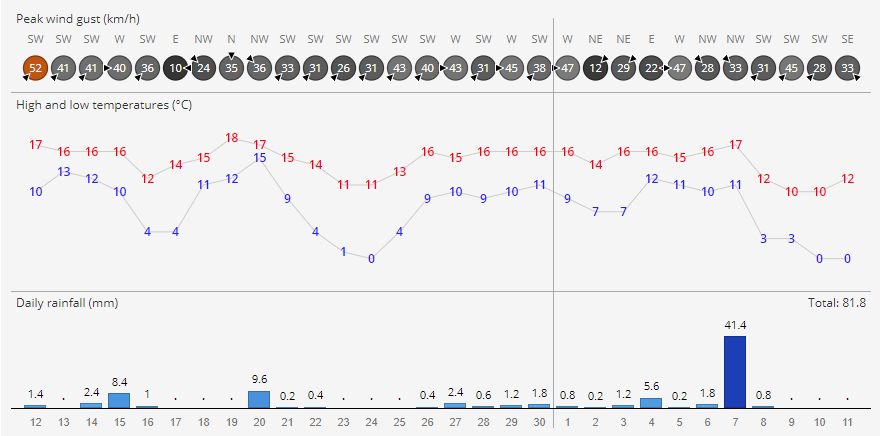 Peak wind gust (km/h)
SW SW SW W SW E NW N NW SW SW SW SW SW SW W SW W SW W NE NE E W NW NW SW SW SW SE
52 41 41 40 36 10 24 35 36 33 31 26 31 43 40 43 31 45 38 47 12 29 22 47 28 33 31 45 28 33
High and low temperatures (°C)
17 16 16 16 12 14 15 18 17 15 14 11 11 13 16 15 16 16 16 16 14 16 16 15 16 17 12 10 10 12
10 13 12 10 4 4 11 12 15 9 4 1 0 4 9 10 9 10 11 9 7 7 12 11 10 11 3 3 0 0
Daily rainfall (mm) Total: 81.8
1.4 . 2.4 8.4 1 . . . 9.6 0.2 0.4 . . . 0.4 2.4 0.6 1.2 1.8 0.8 0.2 1.2 5.6 0.2 1.8 41.4 0.8 . . .
12 13 14 15 16 17 18 19 20 21 22 23 24 25 26 27 28 29 30 1 2 3 4 5 6 7 8 9 10 11